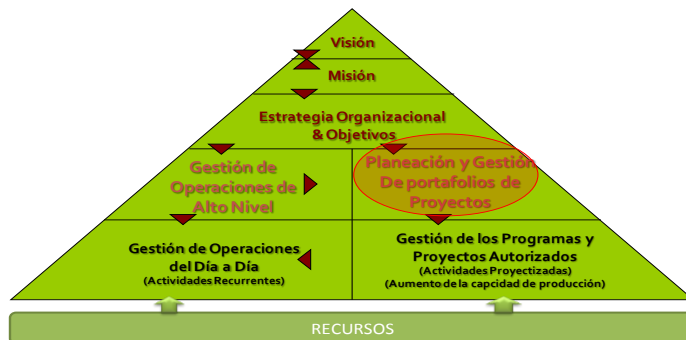 Visión
Misión
Estrategia Organizacional
& Objetivos
Gestión de
Operaciones de
Alto Nivel
Planeación y Gestión
De portafolios de
Proyectos
Gestión de Operaciones
del Día a Día
(Actividades Recurrentes)
Gestión de los Programas y
Proyectos Autorizados
(Actividades Proyectizadas)
(Aumento de la capcidad de producción)
RECURSOS